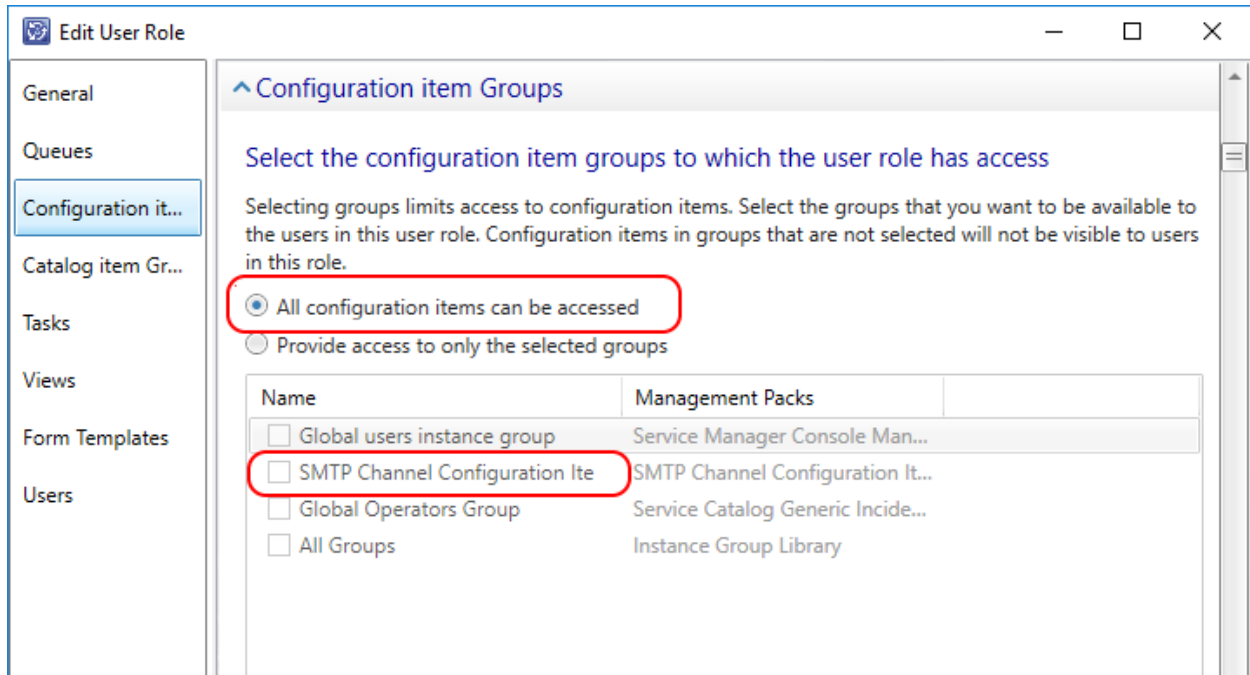 Edit User Role
General
Queues
Configuration it...
Catalog item Gr...
Tasks
Views
Form Templates
Users
Configuration item Groups
Select the configuration item groups to which the user role has access
Selecting groups limits access to configuration items. Select the groups that you want to be available to
the users in this user role. Configuration items in groups that are not selected will not be visible to users
in this role.
All configuration items can be accessed
Provide access to only the selected groups
Name Management Packs
Global users instance group Service Manager Console Man...
SMTP Channel Configuration Ite SMTP Channel Configuration It...
Global Operators Group Service Catalog Generic Incide...
All Groups Instance Group Library